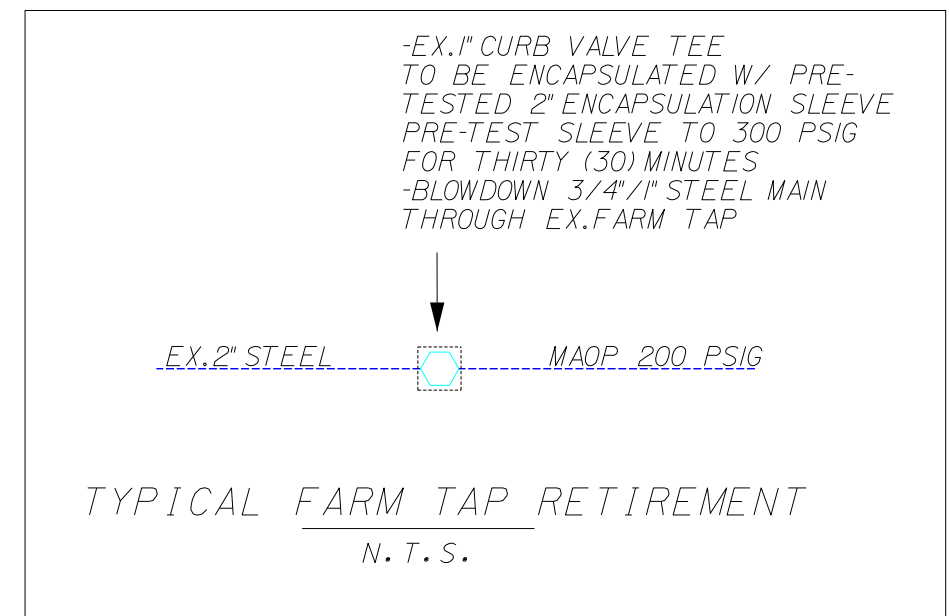 -EX.1" CURB VALVE TEE
TO BE ENCAPSULATED W/ PRE-
TESTED 2" ENCAPSULATION SLEEVE
PRE-TEST SLEEVE TO 300 PSIG
FOR THIRTY (30) MINUTES
-BLOWDOWN 3/4"/1" STEEL MAIN
THROUGH EX.FARM TAP
EX.2" STEEL MAOP 200 PSIG
TYPICAL FARM TAP RETIREMENT
N.T.S.